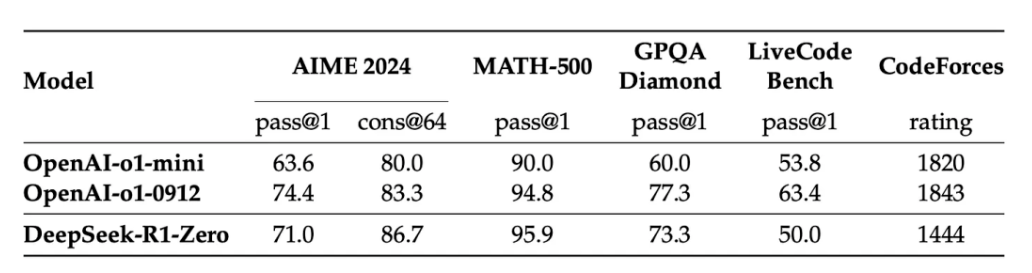 Model AIME 2024 MATH-500 GPQA Diamond LiveCode Bench CodeForces
pass@1 cons@64 pass@1 pass@1 pass@1 rating
OpenAI-o1-mini 63.6 80.0 90.0 60.0 53.8 1820
OpenAI-o1-0912 74.4 83.3 94.8 77.3 63.4 1843
DeepSeek-R1-Zero 71.0 86.7 95.9 73.3 50.0 1444